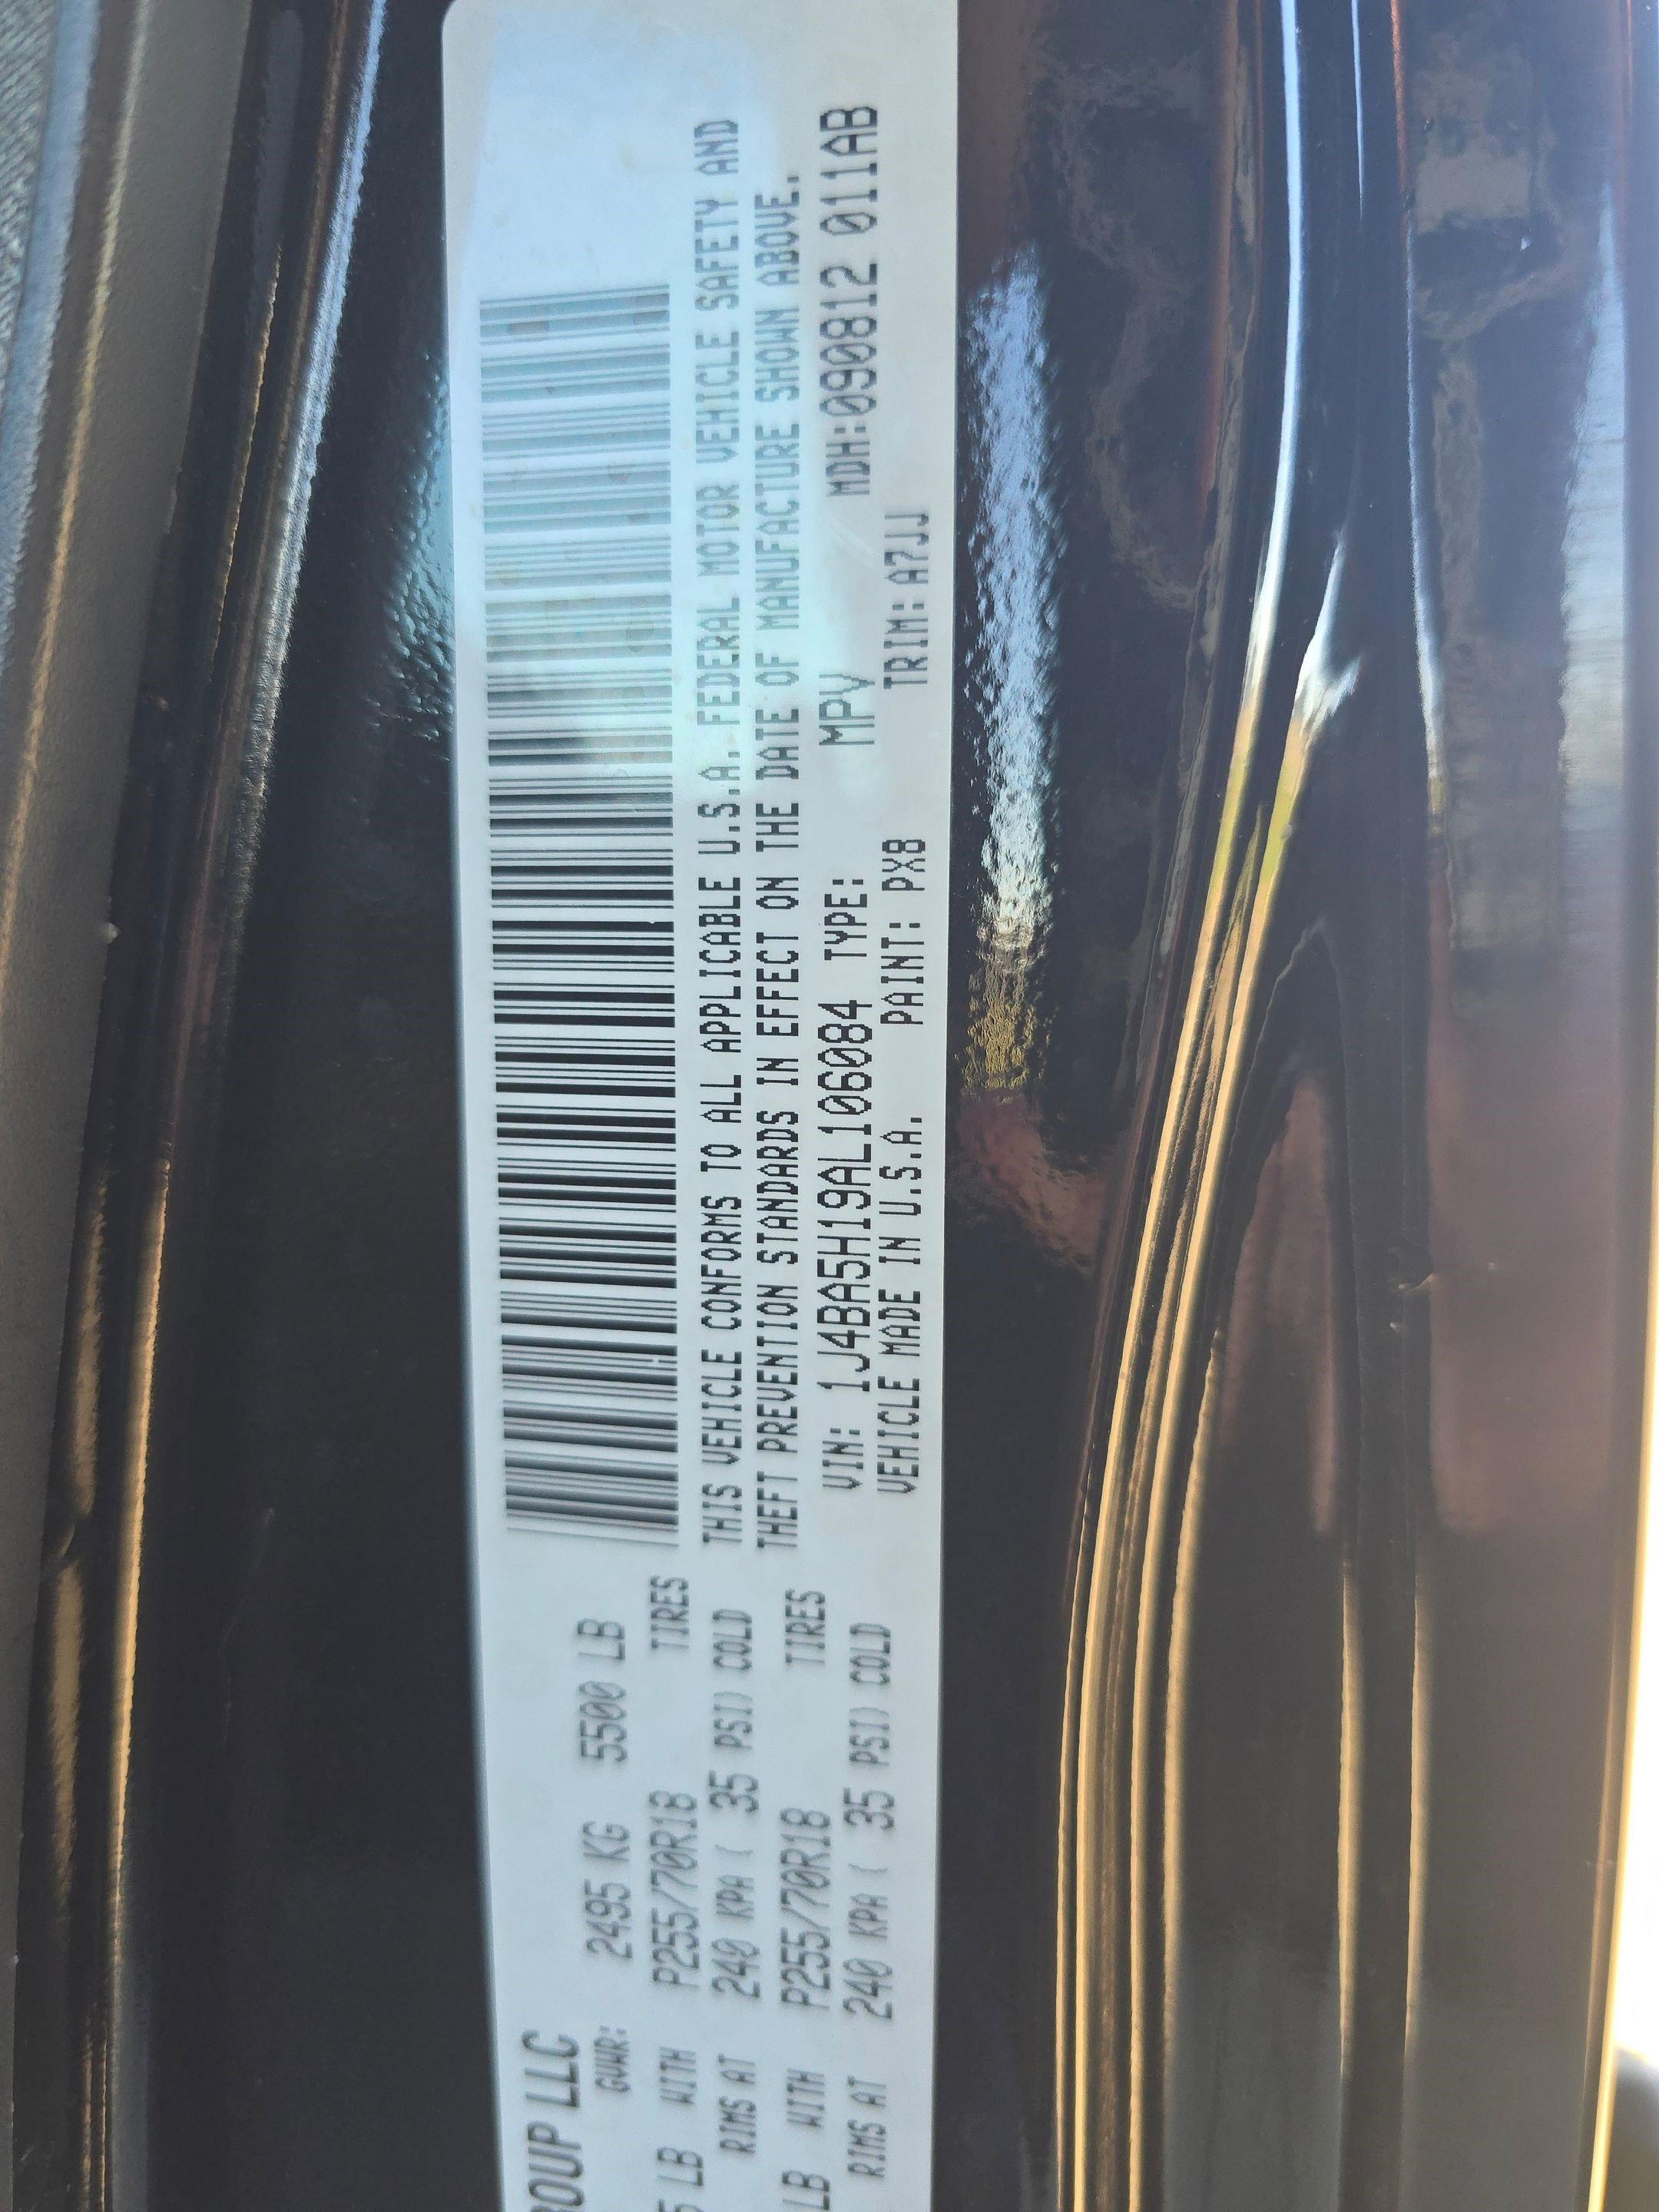 ROUP LLC
GVWR: 2495 KG 5500 LB
LB WITH P255/70R18 TIRES
RIMS AT 240 KPA ( 35 PSI) COLD
LB WITH P255/70R18 TIRES
RIMS AT 240 KPA ( 35 PSI) COLD
THIS VEHICLE CONFORMS TO ALL APPLICABLE U.S.A. FEDERAL MOTOR VEHICLE SAFETY AND
THEFT PREVENTION STANDARDS IN EFFECT ON THE DATE OF MANUFACTURE SHOWN ABOVE.
VIN: 1J4BA5H19AL106084 TYPE: MPV MDH:090812 011AB
VEHICLE MADE IN U.S.A. PAINT: PX8 TRIM: A7JJ